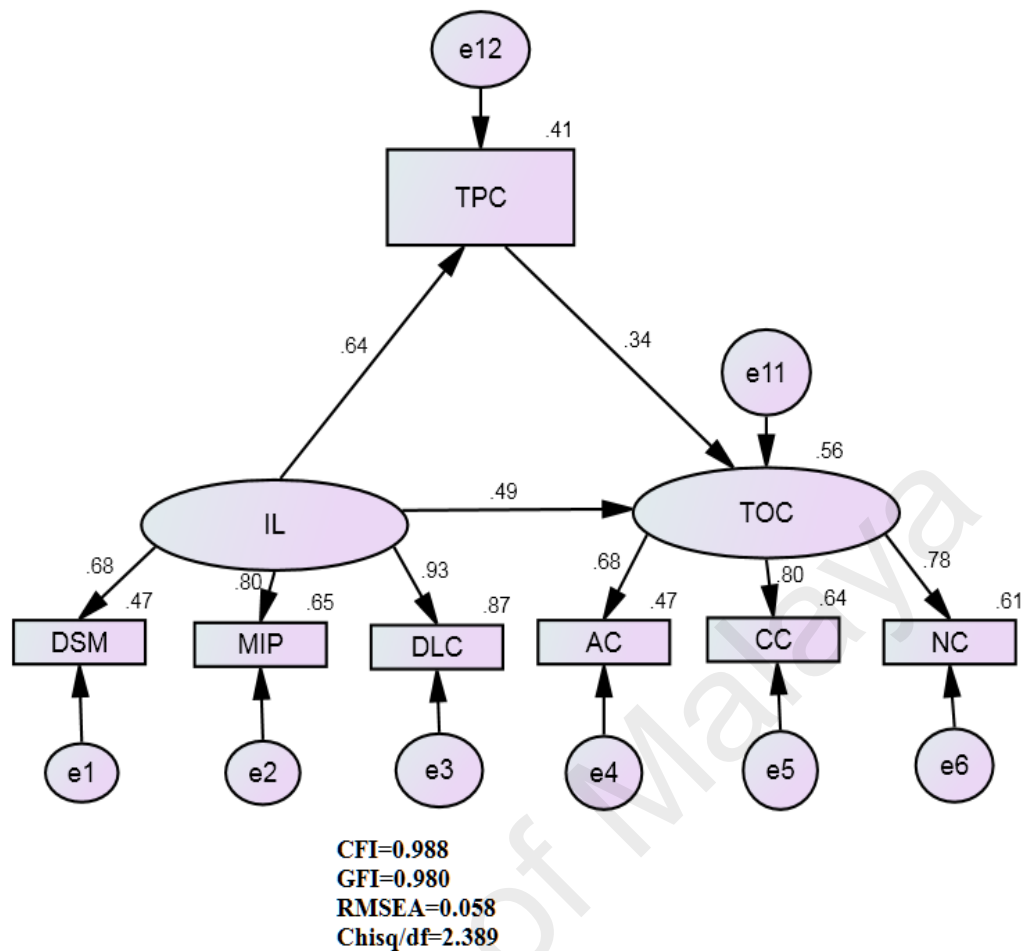 e12
.41
TPC
.64
.34
e11
.56
IL
.49
TOC
.68
.80
.93
.68
.80
.78
.47
.65
.87
.47
.64
.61
DSM
MIP
DLC
AC
CC
NC
e1
e2
e3
e4
e5
e6
CFI=0.988
GFI=0.980
RMSEA=0.058
Chisq/df=2.389
of Malaya